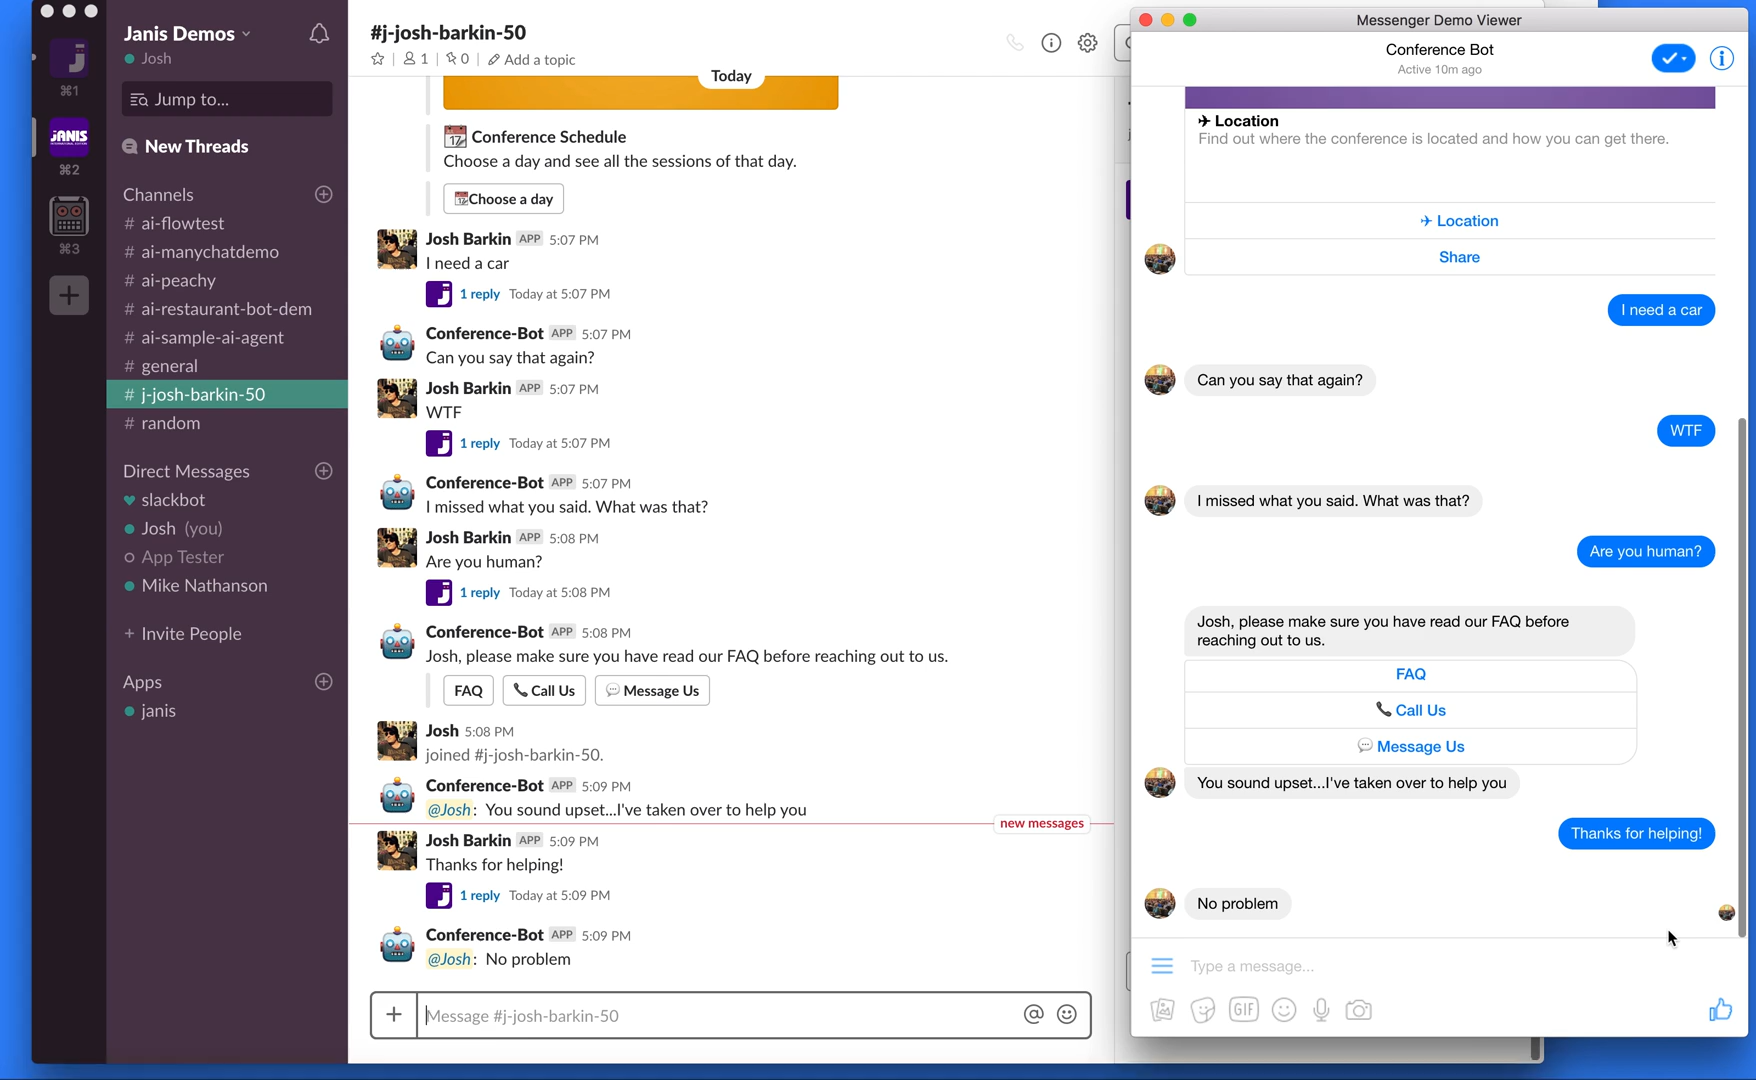 Janis Demos
Josh
Jump to...
New Threads
Channels
# ai-flowtest
# ai-manychatdemo
# ai-peachy
# ai-restaurant-bot-dem
# ai-sample-ai-agent
# general
# j-josh-barkin-50
# random
Direct Messages
slackbot
Josh (you)
App Tester
Mike Nathanson
+ Invite People
Apps
janis
⌘1
JANIS
⌘2
⌘3
#j-josh-barkin-50
1
0
Add a topic
Today
Conference Schedule
Choose a day and see all the sessions of that day.
Choose a day
Josh Barkin APP 5:07 PM
I need a car
1 reply Today at 5:07 PM
Conference-Bot APP 5:07 PM
Can you say that again?
Josh Barkin APP 5:07 PM
WTF
1 reply Today at 5:07 PM
Conference-Bot APP 5:07 PM
I missed what you said. What was that?
Josh Barkin APP 5:08 PM
Are you human?
1 reply Today at 5:08 PM
Conference-Bot APP 5:08 PM
Josh, please make sure you have read our FAQ before reaching out to us.
FAQ
Call Us
Message Us
Josh 5:08 PM
joined #j-josh-barkin-50.
Conference-Bot APP 5:09 PM
@Josh: You sound upset...I've taken over to help you
new messages
Josh Barkin APP 5:09 PM
Thanks for helping!
1 reply Today at 5:09 PM
Conference-Bot APP 5:09 PM
@Josh: No problem
Message #j-josh-barkin-50
Messenger Demo Viewer
Conference Bot
Active 10m ago
✈ Location
Find out where the conference is located and how you can get there.
✈ Location
Share
I need a car
Can you say that again?
WTF
I missed what you said. What was that?
Are you human?
Josh, please make sure you have read our FAQ before
reaching out to us.
FAQ
Call Us
Message Us
You sound upset...I've taken over to help you
Thanks for helping!
No problem
Type a message...
GIF